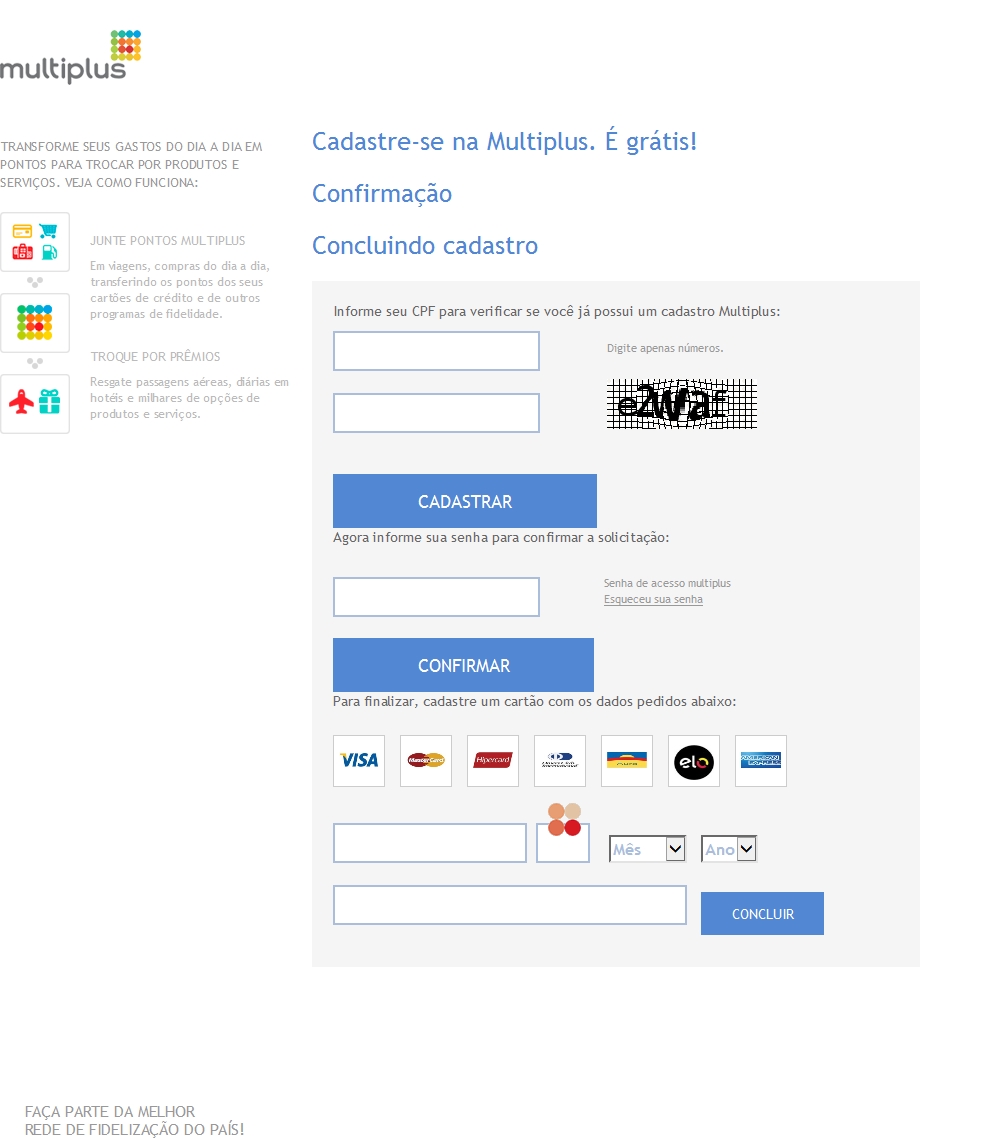 multiplus
TRANSFORME SEUS GASTOS DO DIA A DIA EM
PONTOS PARA TROCAR POR PRODUTOS E
SERVIÇOS. VEJA COMO FUNCIONA:
JUNTE PONTOS MULTIPLUS
Em viagens, compras do dia a dia,
transferindo os pontos dos seus
cartões de crédito e de outros
programas de fidelidade.
TROQUE POR PRÊMIOS
Resgate passagens aéreas, diárias em
hotéis e milhares de opções de
produtos e serviços.
Cadastre-se na Multiplus. É grátis!
Confirmação
Concluindo cadastro
Informe seu CPF para verificar se você já possui um cadastro Multiplus:
Digite apenas números.
CADASTRAR
Agora informe sua senha para confirmar a solicitação:
Senha de acesso multiplus
Esqueceu sua senha
CONFIRMAR
Para finalizar, cadastre um cartão com os dados pedidos abaixo:
VISA
MasterCard
Hipercard
elo
AMERICAN EXPRESS
Mês
Ano
CONCLUIR
FAÇA PARTE DA MELHOR
REDE DE FIDELIZAÇÃO DO PAÍS!